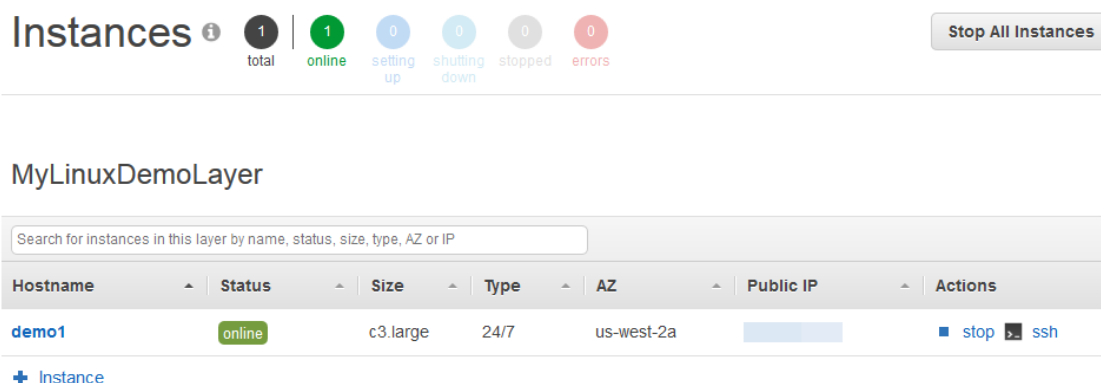 Instances 1 1 0 0 0 0 Stop All Instances
total online setting up shutting down stopped errors
MyLinuxDemoLayer
Search for instances in this layer by name, status, size, type, AZ or IP
Hostname Status Size Type AZ Public IP Actions
demo1 online c3.large 24/7 us-west-2a stop ssh
Instance